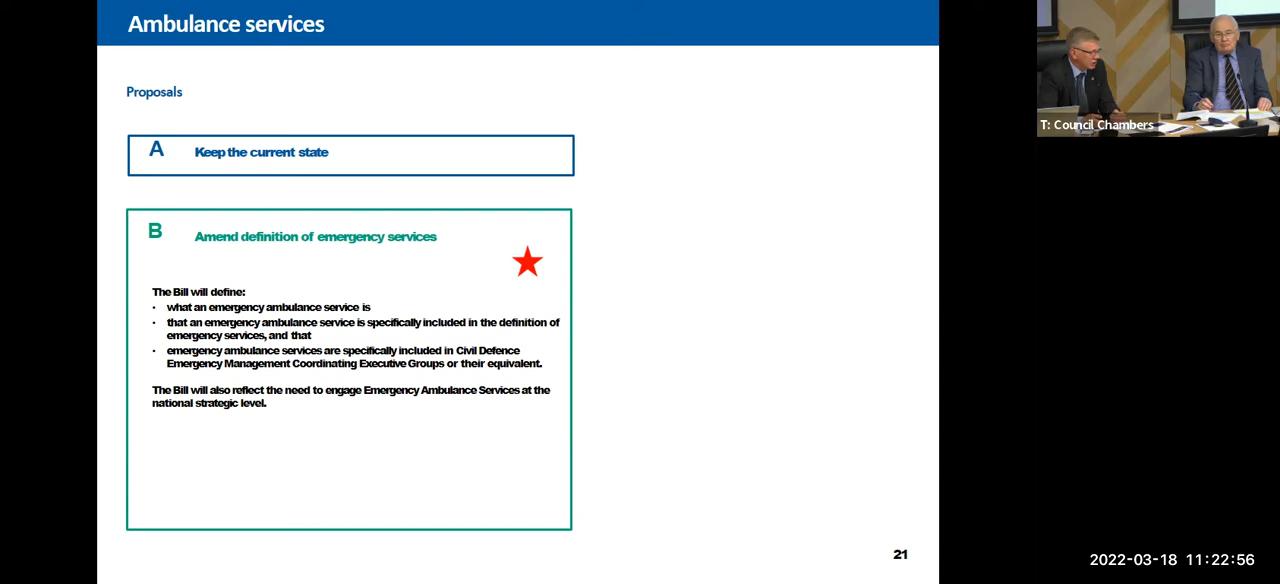 Ambulance services
Proposals
A Keep the current state
B Amend definition of emergency services
The Bill will define:
• what an emergency ambulance service is
• that an emergency ambulance service is specifically included in the definition of
emergency services, and that
• emergency ambulance services are specifically included in Civil Defence
Emergency Management Coordinating Executive Groups or their equivalent.
The Bill will also reflect the need to engage Emergency Ambulance Services at the
national strategic level.
21
T: Council Chambers
2022-03-18 11:22:56